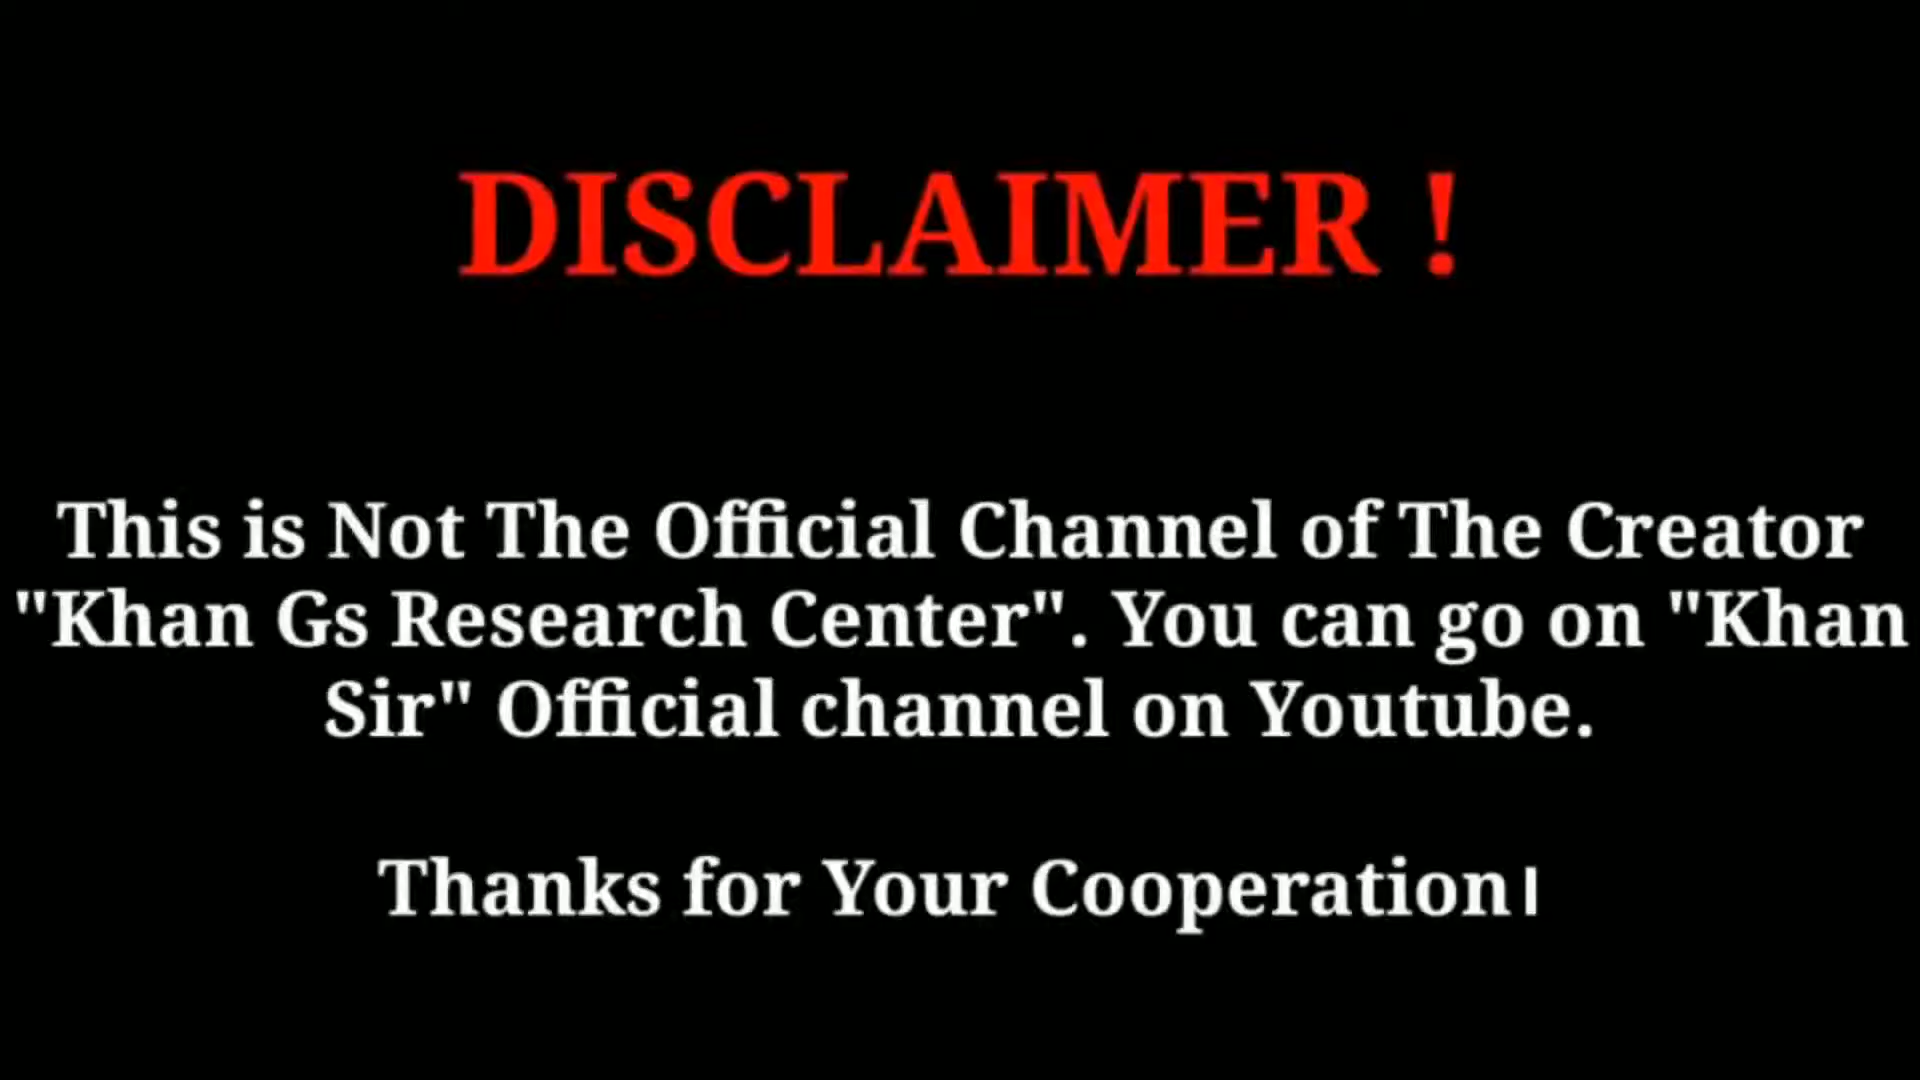 DISCLAIMER !
This is Not The Official Channel of The Creator
"Khan Gs Research Center". You can go on "Khan
Sir" Official channel on Youtube.
Thanks for Your Cooperation।